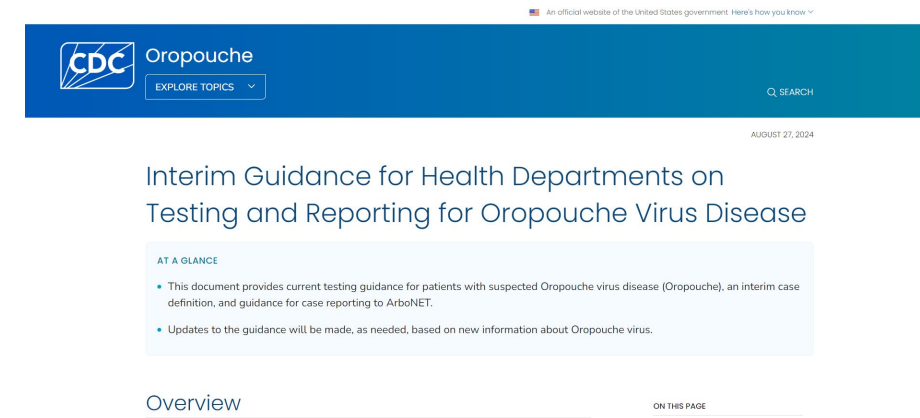 An official website of the United States government Here's how you know
CDC
Oropouche
EXPLORE TOPICS
SEARCH
AUGUST 27, 2024
Interim Guidance for Health Departments on
Testing and Reporting for Oropouche Virus Disease
AT A GLANCE
• This document provides current testing guidance for patients with suspected Oropouche virus disease (Oropouche), an interim case
definition, and guidance for case reporting to ArboNET.
• Updates to the guidance will be made, as needed, based on new information about Oropouche virus.
Overview
ON THIS PAGE